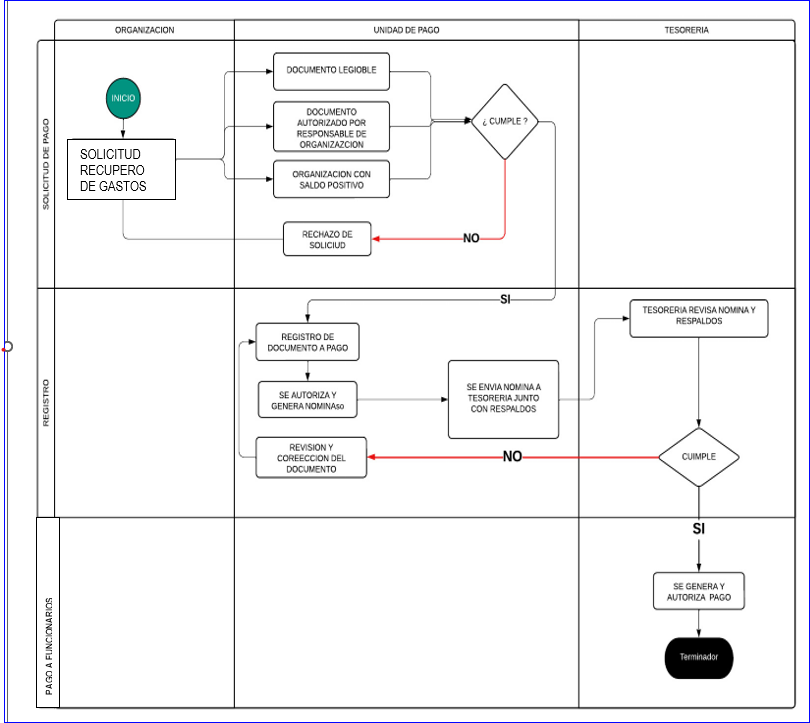 ORGANIZACION
UNIDAD DE PAGO
TESORERIA
SOLICITUD DE PAGO
INICIO
SOLICITUD
RECUPERO
DE GASTOS
DOCUMENTO LEGIOBLE
DOCUMENTO
AUTORIZADO POR
RESPONSABLE DE
ORGANIZAZCION
ORGANIZACION CON
SALDO POSITIVO
¿ CUMPLE ?
RECHAZO DE
SOLICIUD
NO
SI
REGISTRO
REGISTRO DE
DOCUMENTO A PAGO
SE AUTORIZA Y
GENERA NOMINAso
REVISION Y
COREECCION DEL
DOCUMENTO
SE ENVIA NOMINA A
TESORERIA JUNTO
CON RESPALDOS
TESORERIA REVISA NOMINA Y
RESPALDOS
NO
CUIMPLE
SI
PAGO A FUNCIONARIOS
SE GENERA Y
AUTORIZA PAGO
Terminador